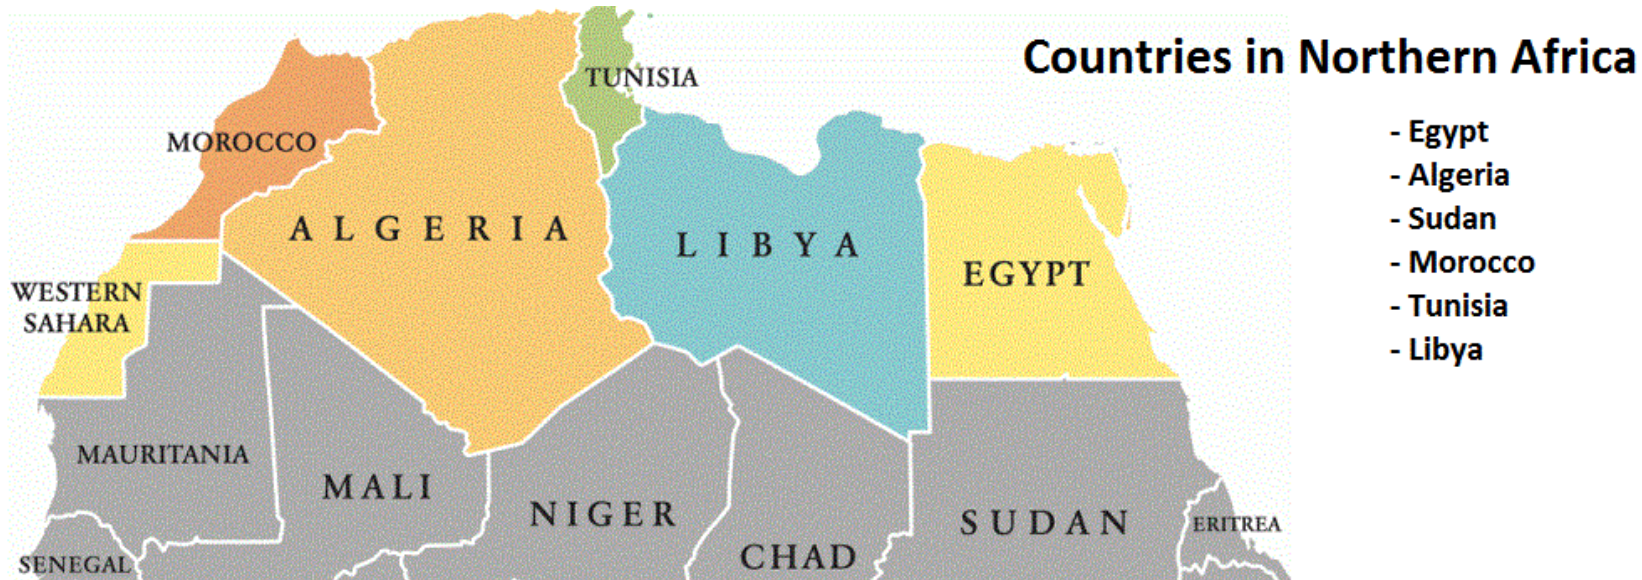 Countries in Northern Africa
- Egypt
- Algeria
- Sudan
- Morocco
- Tunisia
- Libya
TUNISIA
MOROCCO
ALGERIA
LIBYA
EGYPT
WESTERN
SAHARA
MAURITANIA
MALI
NIGER
SUDAN
ERITREA
CHAD
SENEGAL